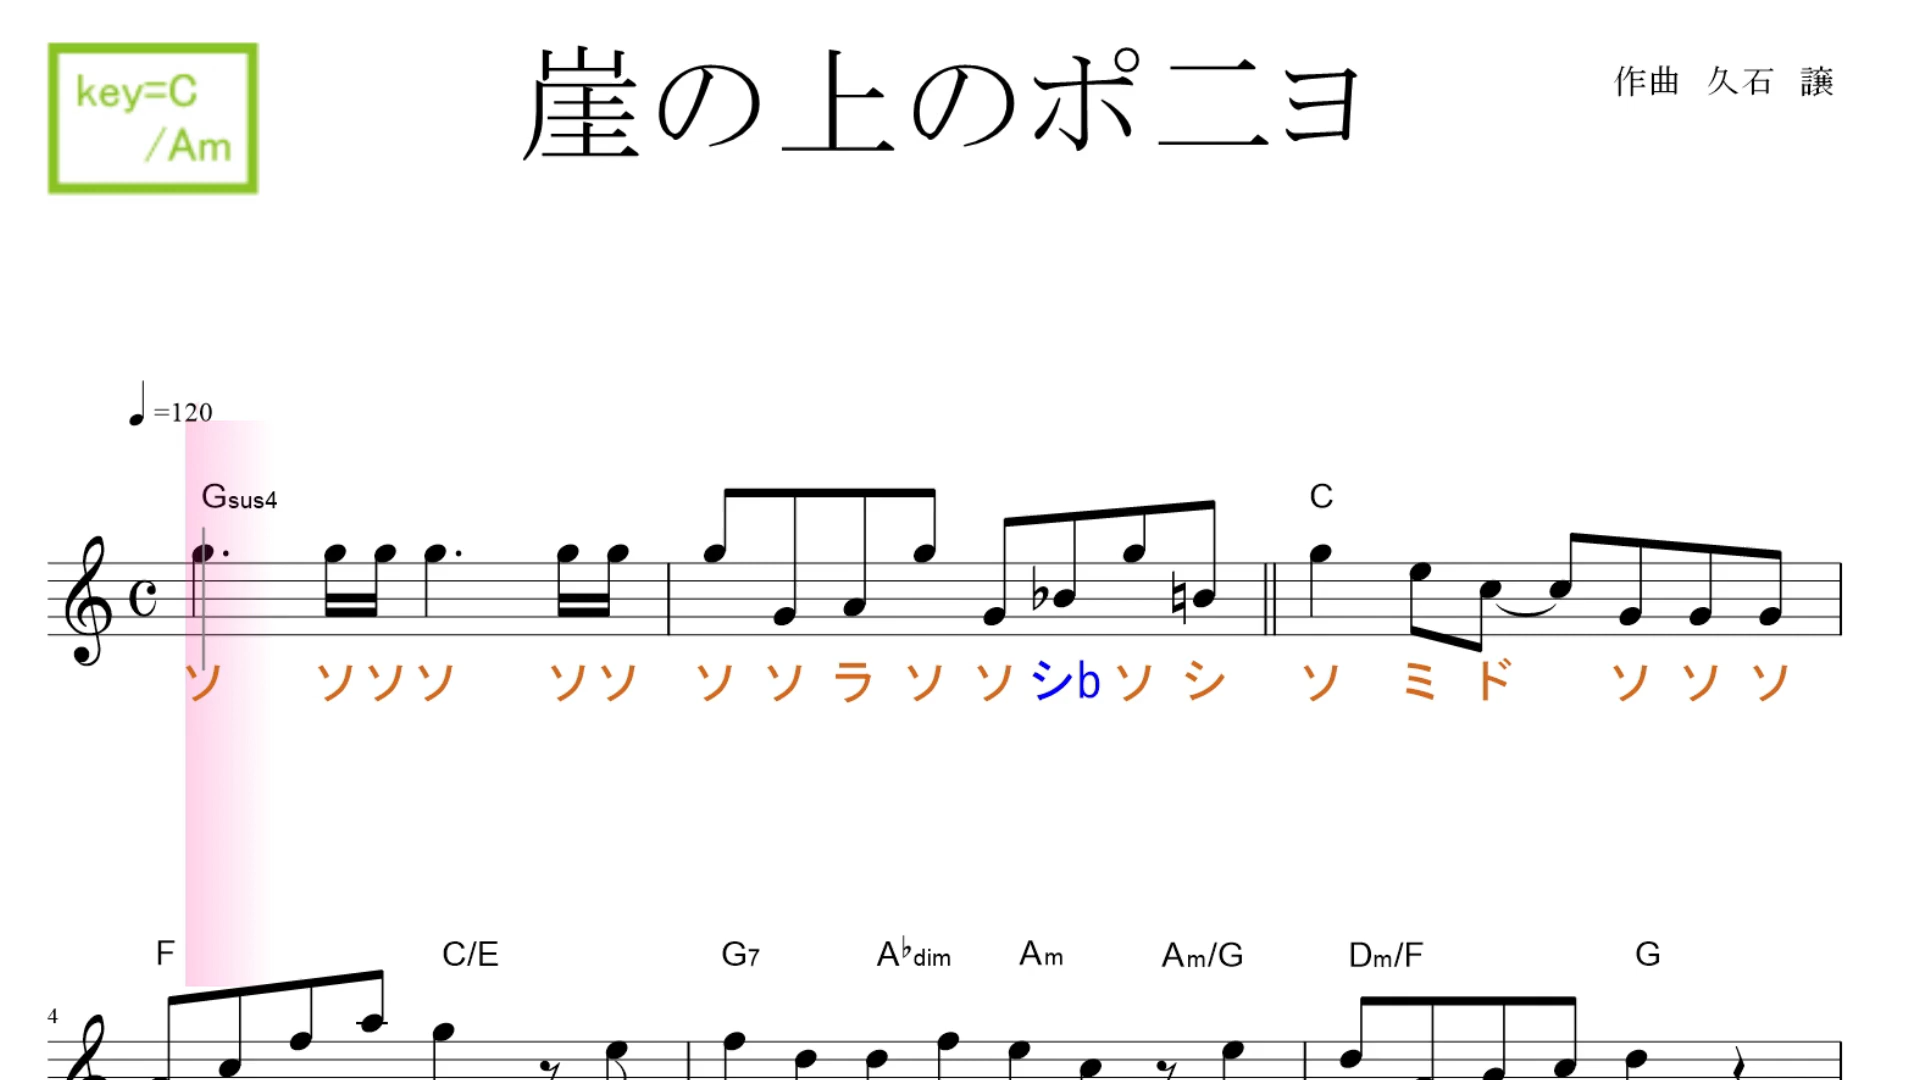 key=C
/Am
崖の上のポニョ
作曲 久石 譲
=120
Gsus4 C
ソ ソソソ ソソ ソ ソ ラ ソ ソ シb ソ シ ソ ミ ド ソ ソ ソ
F C/E G7 A♭dim Am Am/G Dm/F G
4